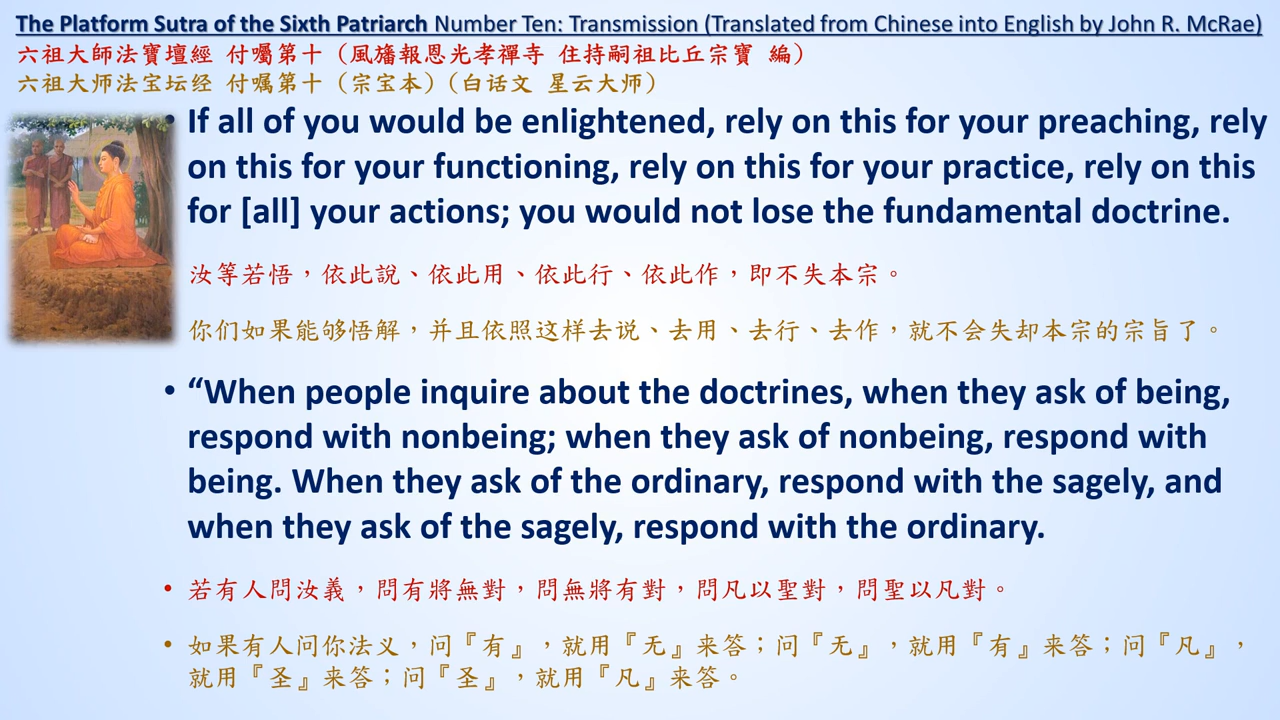 The Platform Sutra of the Sixth Patriarch Number Ten: Transmission (Translated from Chinese into English by John R. McRae)
六祖大師法寶壇經 付囑第十（風旛報恩光孝禪寺 住持嗣祖比丘宗寶 編）
六祖大师法宝坛经 付嘱第十（宗宝本）（白话文 星云大师）
• If all of you would be enlightened, rely on this for your preaching, rely
on this for your functioning, rely on this for your practice, rely on this
for [all] your actions; you would not lose the fundamental doctrine.
汝等若悟，依此說、依此用、依此行、依此作，即不失本宗。
你们如果能够悟解，并且依照这样去说、去用、去行、去作，就不会失却本宗的宗旨了。
• “When people inquire about the doctrines, when they ask of being,
respond with nonbeing; when they ask of nonbeing, respond with
being. When they ask of the ordinary, respond with the sagely, and
when they ask of the sagely, respond with the ordinary.
• 若有人問汝義，問有將無對，問無將有對，問凡以聖對，問聖以凡對。
• 如果有人问你法义，问『有』，就用『无』来答；问『无』，就用『有』来答；问『凡』，
就用『圣』来答；问『圣』，就用『凡』来答。